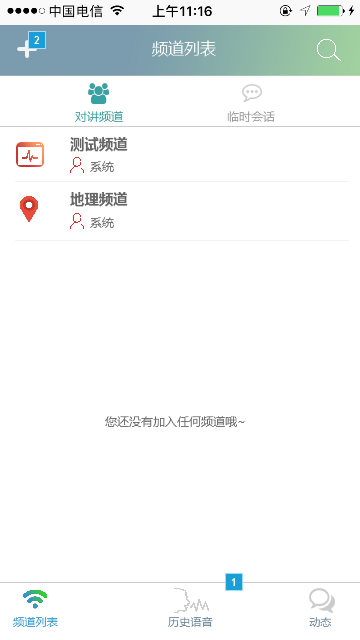 中国电信 上午11:16
2
频道列表
对讲频道 临时会话
测试频道
系统
地理频道
系统
您还没有加入任何频道哦~
1
频道列表 历史语音 动态